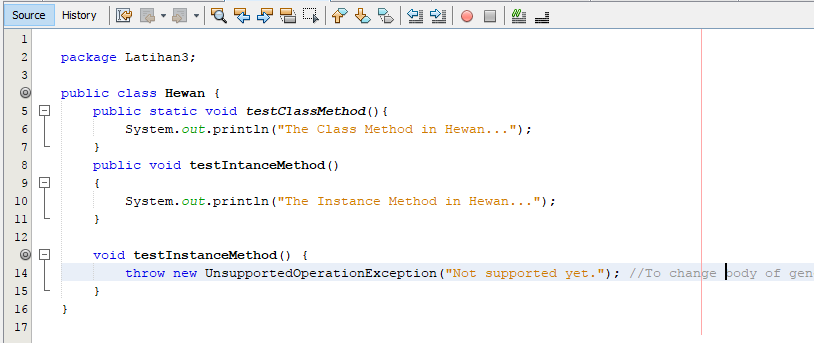 Source History
1
2 package Latihan3;
3
public class Hewan {
5 public static void testClassMethod(){
6 System.out.println("The Class Method in Hewan...");
7 }
8 public void testIntanceMethod()
9 {
10 System.out.println("The Instance Method in Hewan...");
11 }
12
void testInstanceMethod() {
14 throw new UnsupportedOperationException("Not supported yet."); //To change body of gen
15 }
16 }
17